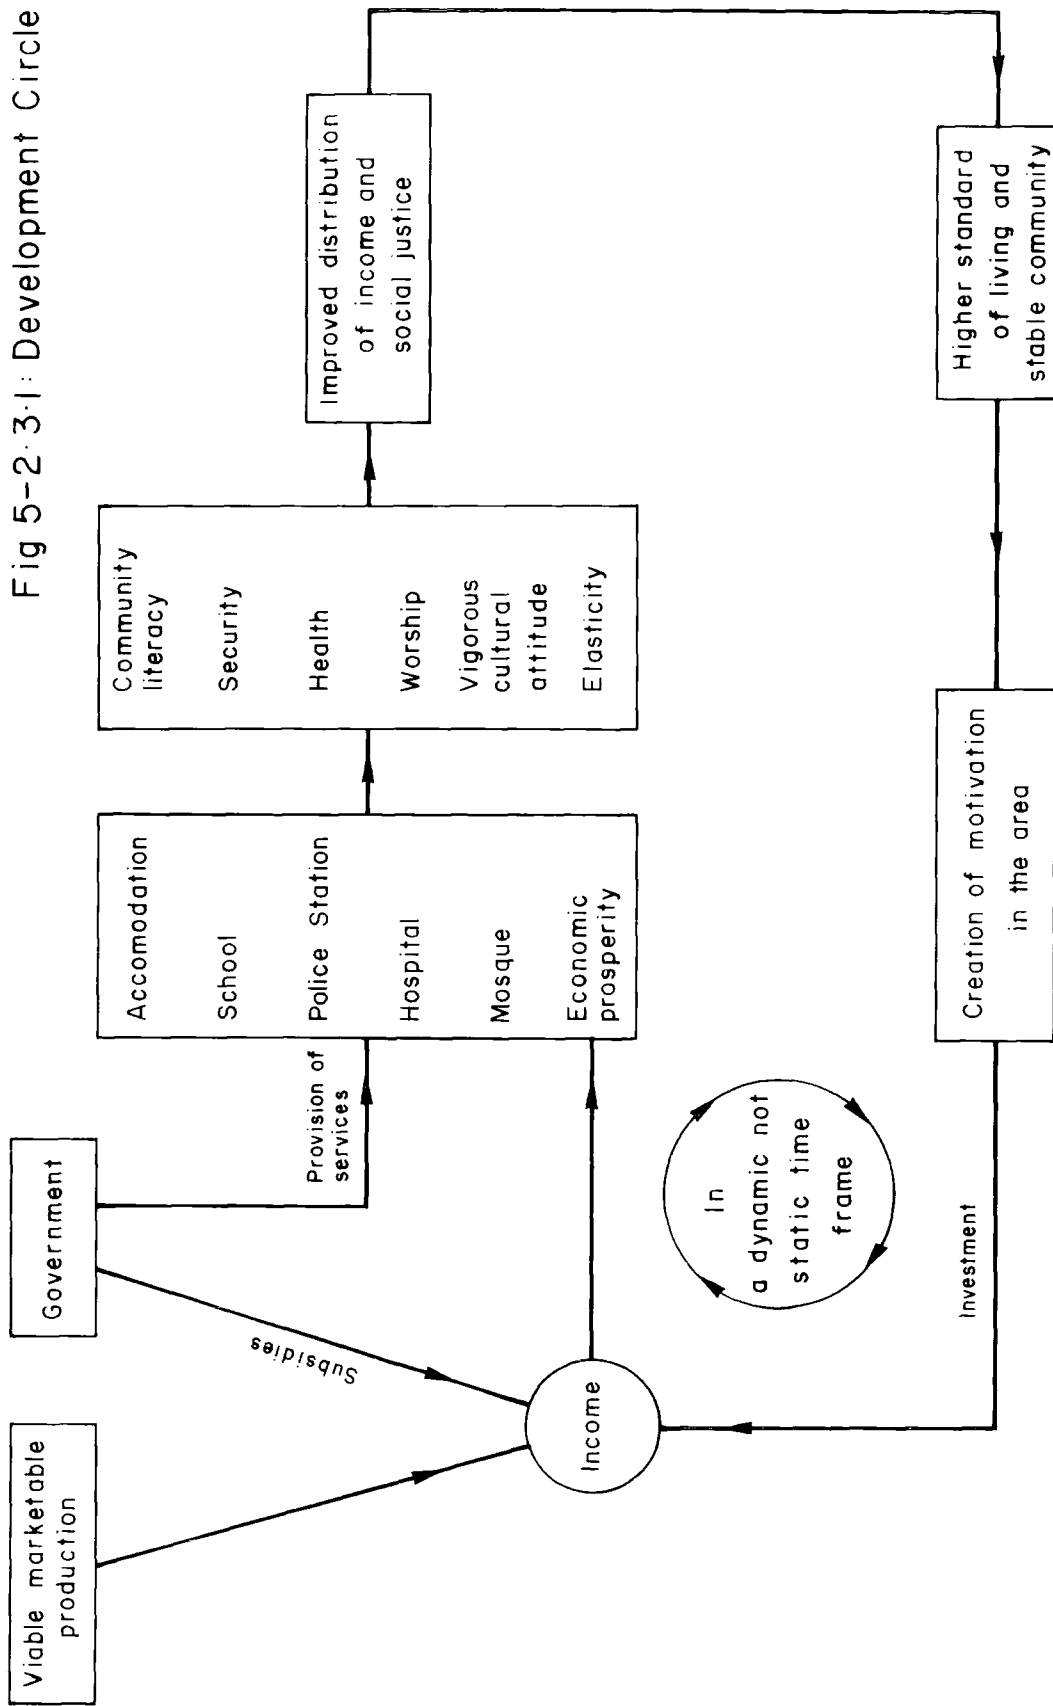 Fig 5-2·3·1: Development Circle
Viable marketable
production
Government
Subsidies
Provision of
services
Income
Accomodation
School
Police Station
Hospital
Mosque
Economic
prosperity
Community
literacy
Security
Health
Worship
Vigorous
cultural
attitude
Elasticity
Improved distribution
of income and
social justice
Higher standard
of living and
stable community
Creation of motivation
in the area
Investment
In
a dynamic not
static time
frame